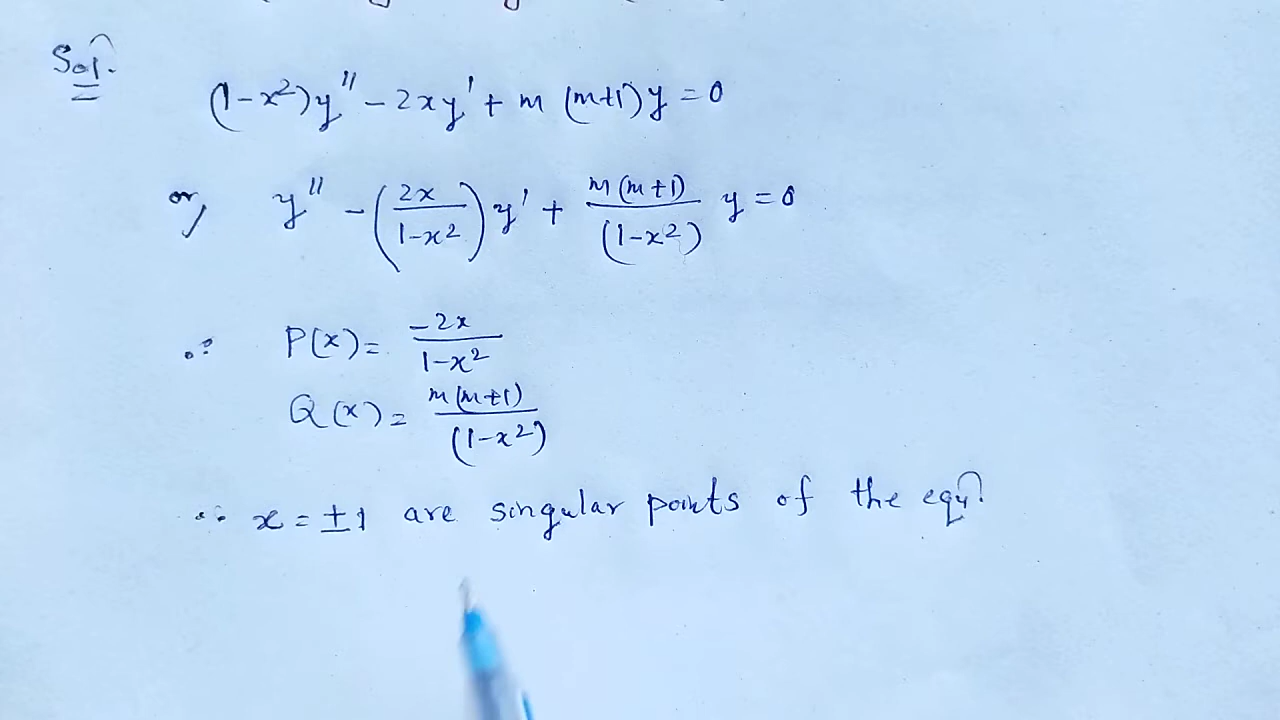 Solⁿ.
(1-x²)y'' - 2xy' + m(m+1)y = 0
or, y'' - (2x/(1-x²))y' + m(m+1)/(1-x²) y = 0
∴ P(x) = -2x/(1-x²)
Q(x) = m(m+1)/(1-x²)
∴ x = ±1 are singular points of the eqⁿ.